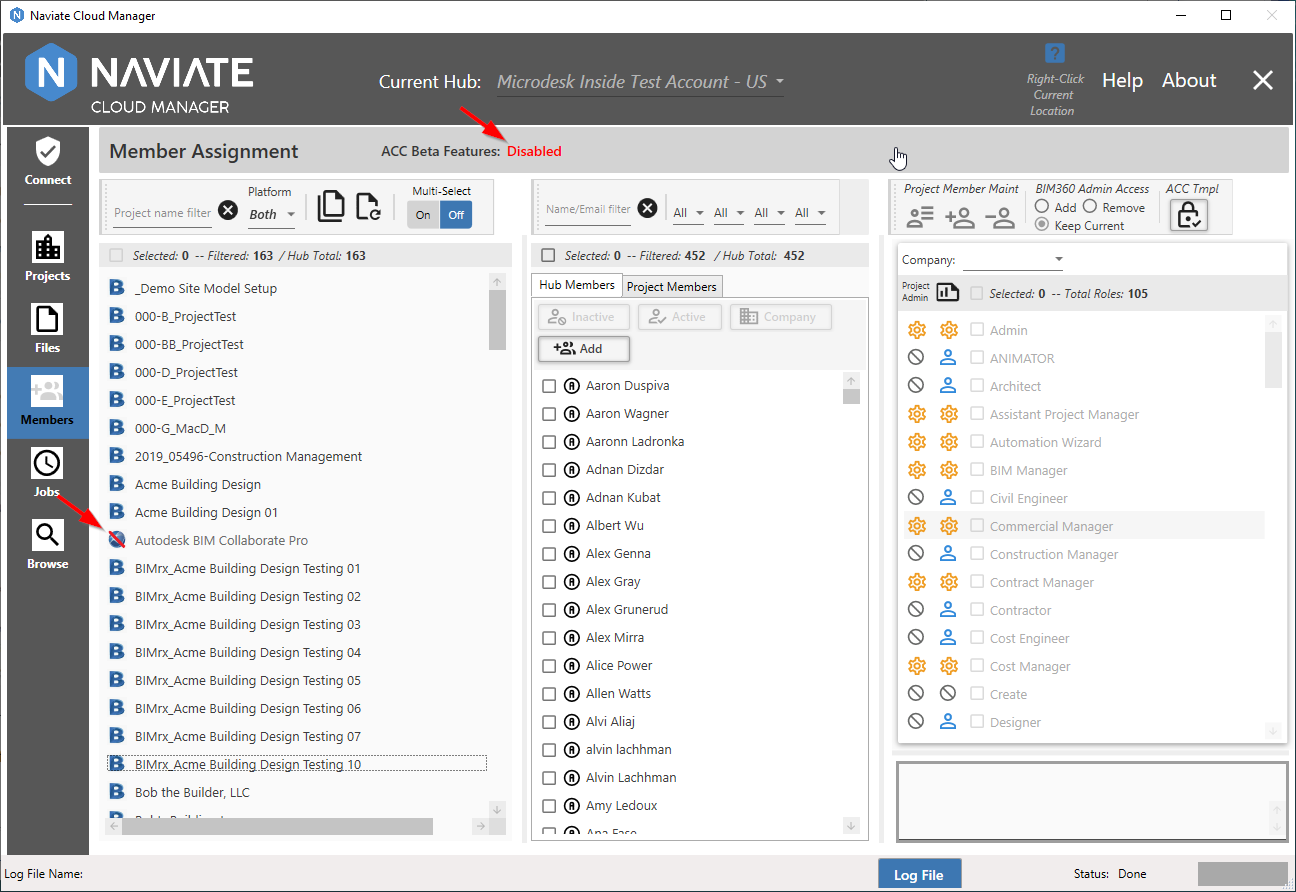 Naviate Cloud Manager
NAVIATE
CLOUD MANAGER
Current Hub: Microdesk Inside Test Account - US
?
Right-Click
Current
Location
Help
About
Member Assignment
ACC Beta Features: Disabled
Connect
Projects
Files
Members
Jobs
Browse
Project name filter
Platform
Both
Multi-Select
On
Off
Selected: 0 -- Filtered: 163 / Hub Total: 163
_Demo Site Model Setup
000-B_ProjectTest
000-BB_ProjectTest
000-D_ProjectTest
000-E_ProjectTest
000-G_MacD_M
2019_05496-Construction Management
Acme Building Design
Acme Building Design 01
Autodesk BIM Collaborate Pro
BIMrx_Acme Building Design Testing 01
BIMrx_Acme Building Design Testing 02
BIMrx_Acme Building Design Testing 03
BIMrx_Acme Building Design Testing 04
BIMrx_Acme Building Design Testing 05
BIMrx_Acme Building Design Testing 06
BIMrx_Acme Building Design Testing 07
BIMrx_Acme Building Design Testing 10
Bob the Builder, LLC
Name/Email filter
All
All
All
All
Selected: 0 -- Filtered: 452 / Hub Total: 452
Hub Members
Project Members
Inactive
Active
Company
Add
Aaron Duspiva
Aaron Wagner
Aaronn Ladronka
Adnan Dizdar
Adnan Kubat
Albert Wu
Alex Genna
Alex Gray
Alex Grunerud
Alex Mirra
Alice Power
Allen Watts
Alvi Aliaj
alvin lachhman
Alvin Lachhman
Amy Ledoux
Project Member Maint
BIM360 Admin Access
Add
Remove
Keep Current
ACC Tmpl
Company:
Project
Admin
Selected: 0 -- Total Roles: 105
Admin
ANIMATOR
Architect
Assistant Project Manager
Automation Wizard
BIM Manager
Civil Engineer
Commercial Manager
Construction Manager
Contract Manager
Contractor
Cost Engineer
Cost Manager
Create
Designer
Log File Name:
Log File
Status: Done